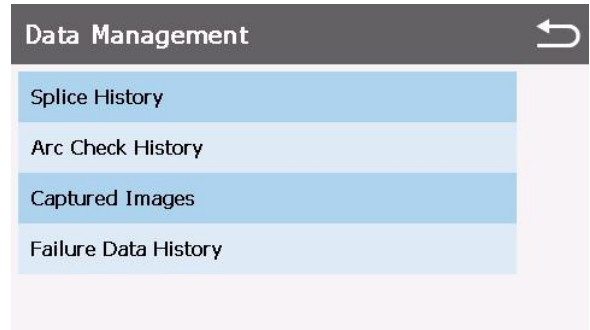 Data Management
Splice History
Arc Check History
Captured Images
Failure Data History